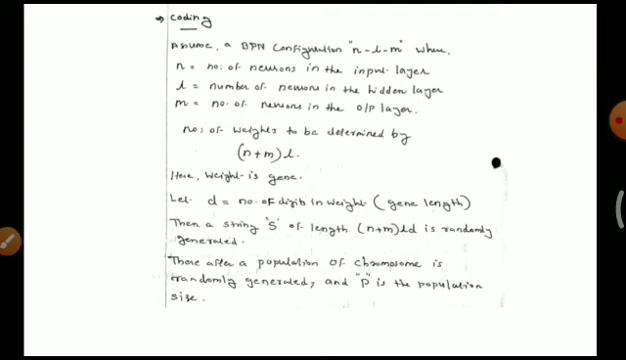 → Coding
Assume, a BPN Configuration "n-l-m" where,
n = no: of neurons in the input layer
l = number of neurons in the hidden layer
m = no. of neurons in the O/P layer.
no: of weights to be determined by
(n+m)l.
Here, weight is gene.
Let d = no. of digits in weight (gene length)
Then a string 'S' of length (n+m)ld is randomly
generated.
There after a population of chromosome is
randomly generated, and "P" is the population
size.